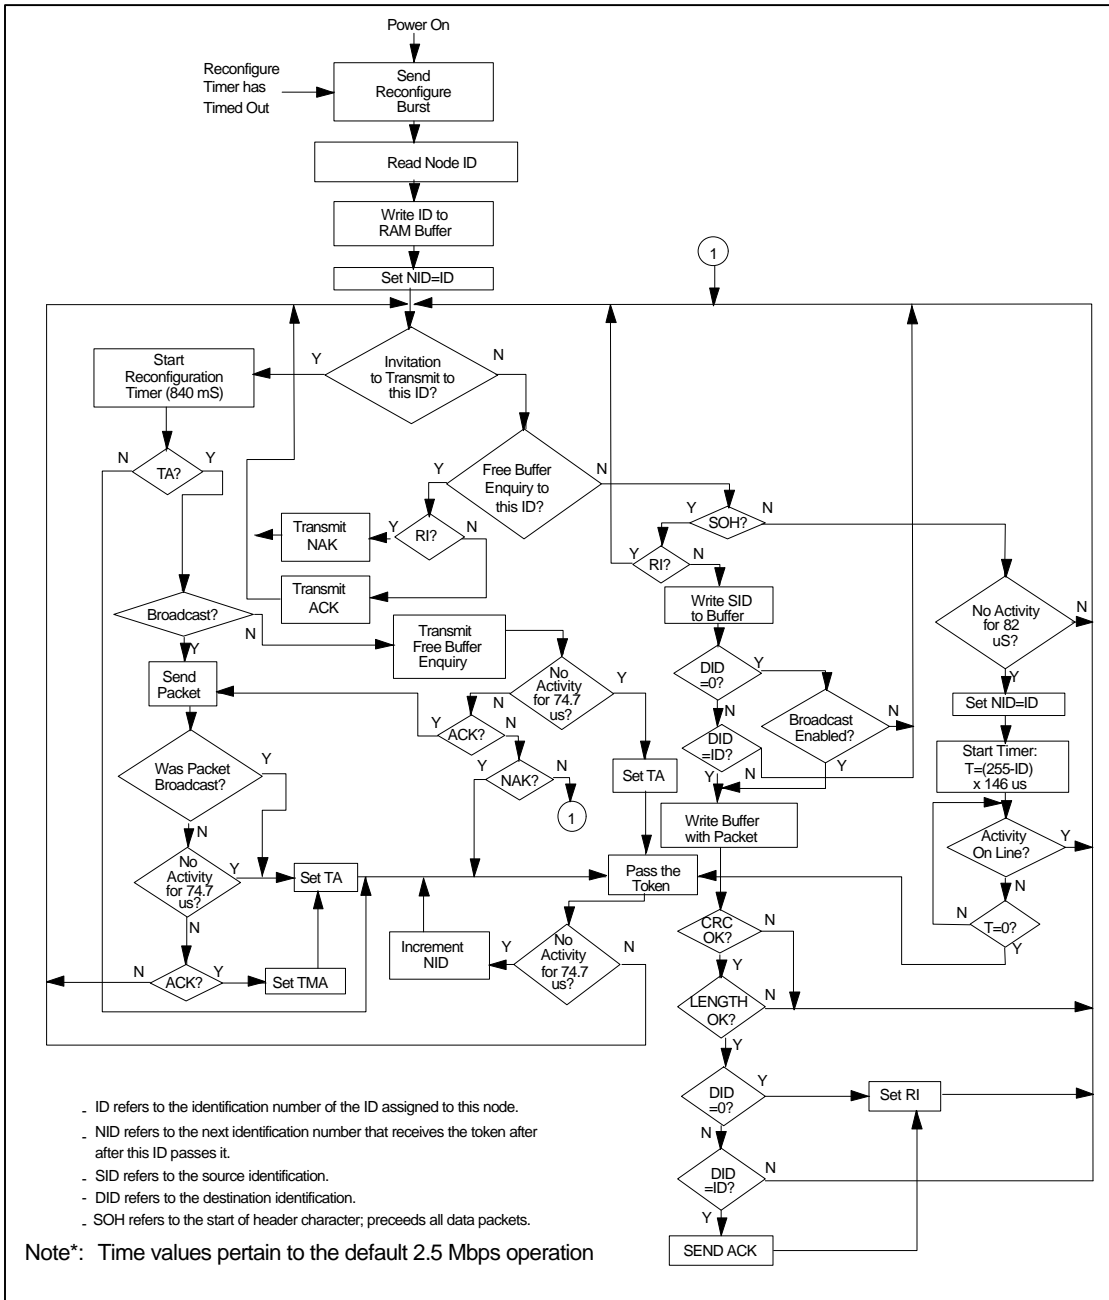 Power On
Reconfigure
Timer has
Timed Out
Send
Reconfigure
Burst
Read Node ID
Write ID to
RAM Buffer
Set NID=ID
1
Start
Reconfiguration
Timer (840 mS)
Y
Invitation
to Transmit to
this ID?
N
N
TA?
Y
Y
Free Buffer
Enquiry to
this ID?
N
Transmit
NAK
Y
RI?
N
Y
SOH?
N
Transmit
ACK
Y
RI?
N
Write SID
to Buffer
No Activity
for 82
uS?
N
Y
Broadcast?
N
Y
Transmit
Free Buffer
Enquiry
Send
Packet
No
Activity
for 74.7
us?
N
Y
DID
=0?
Y
N
Set NID=ID
Broadcast
Enabled?
N
Y
Y
ACK?
N
DID
=ID?
N
Y
Start Timer:
T=(255-ID)
x 146 us
Was Packet
Broadcast?
Y
N
Y
NAK?
N
1
Set TA
Write Buffer
with Packet
Activity
On Line?
Y
N
No
Activity
for 74.7
us?
Y
N
Set TA
Pass the
Token
N
T=0?
Y
CRC
OK?
N
Y
Increment
NID
Y
No
Activity
for 74.7
us?
N
N
ACK?
Y
Set TMA
LENGTH
OK?
N
Y
DID
=0?
Y
N
Set RI
DID
=ID?
N
Y
SEND ACK
- ID refers to the identification number of the ID assigned to this node.
- NID refers to the next identification number that receives the token after
after this ID passes it.
- SID refers to the source identification.
- DID refers to the destination identification.
- SOH refers to the start of header character; preceeds all data packets.
Note*: Time values pertain to the default 2.5 Mbps operation